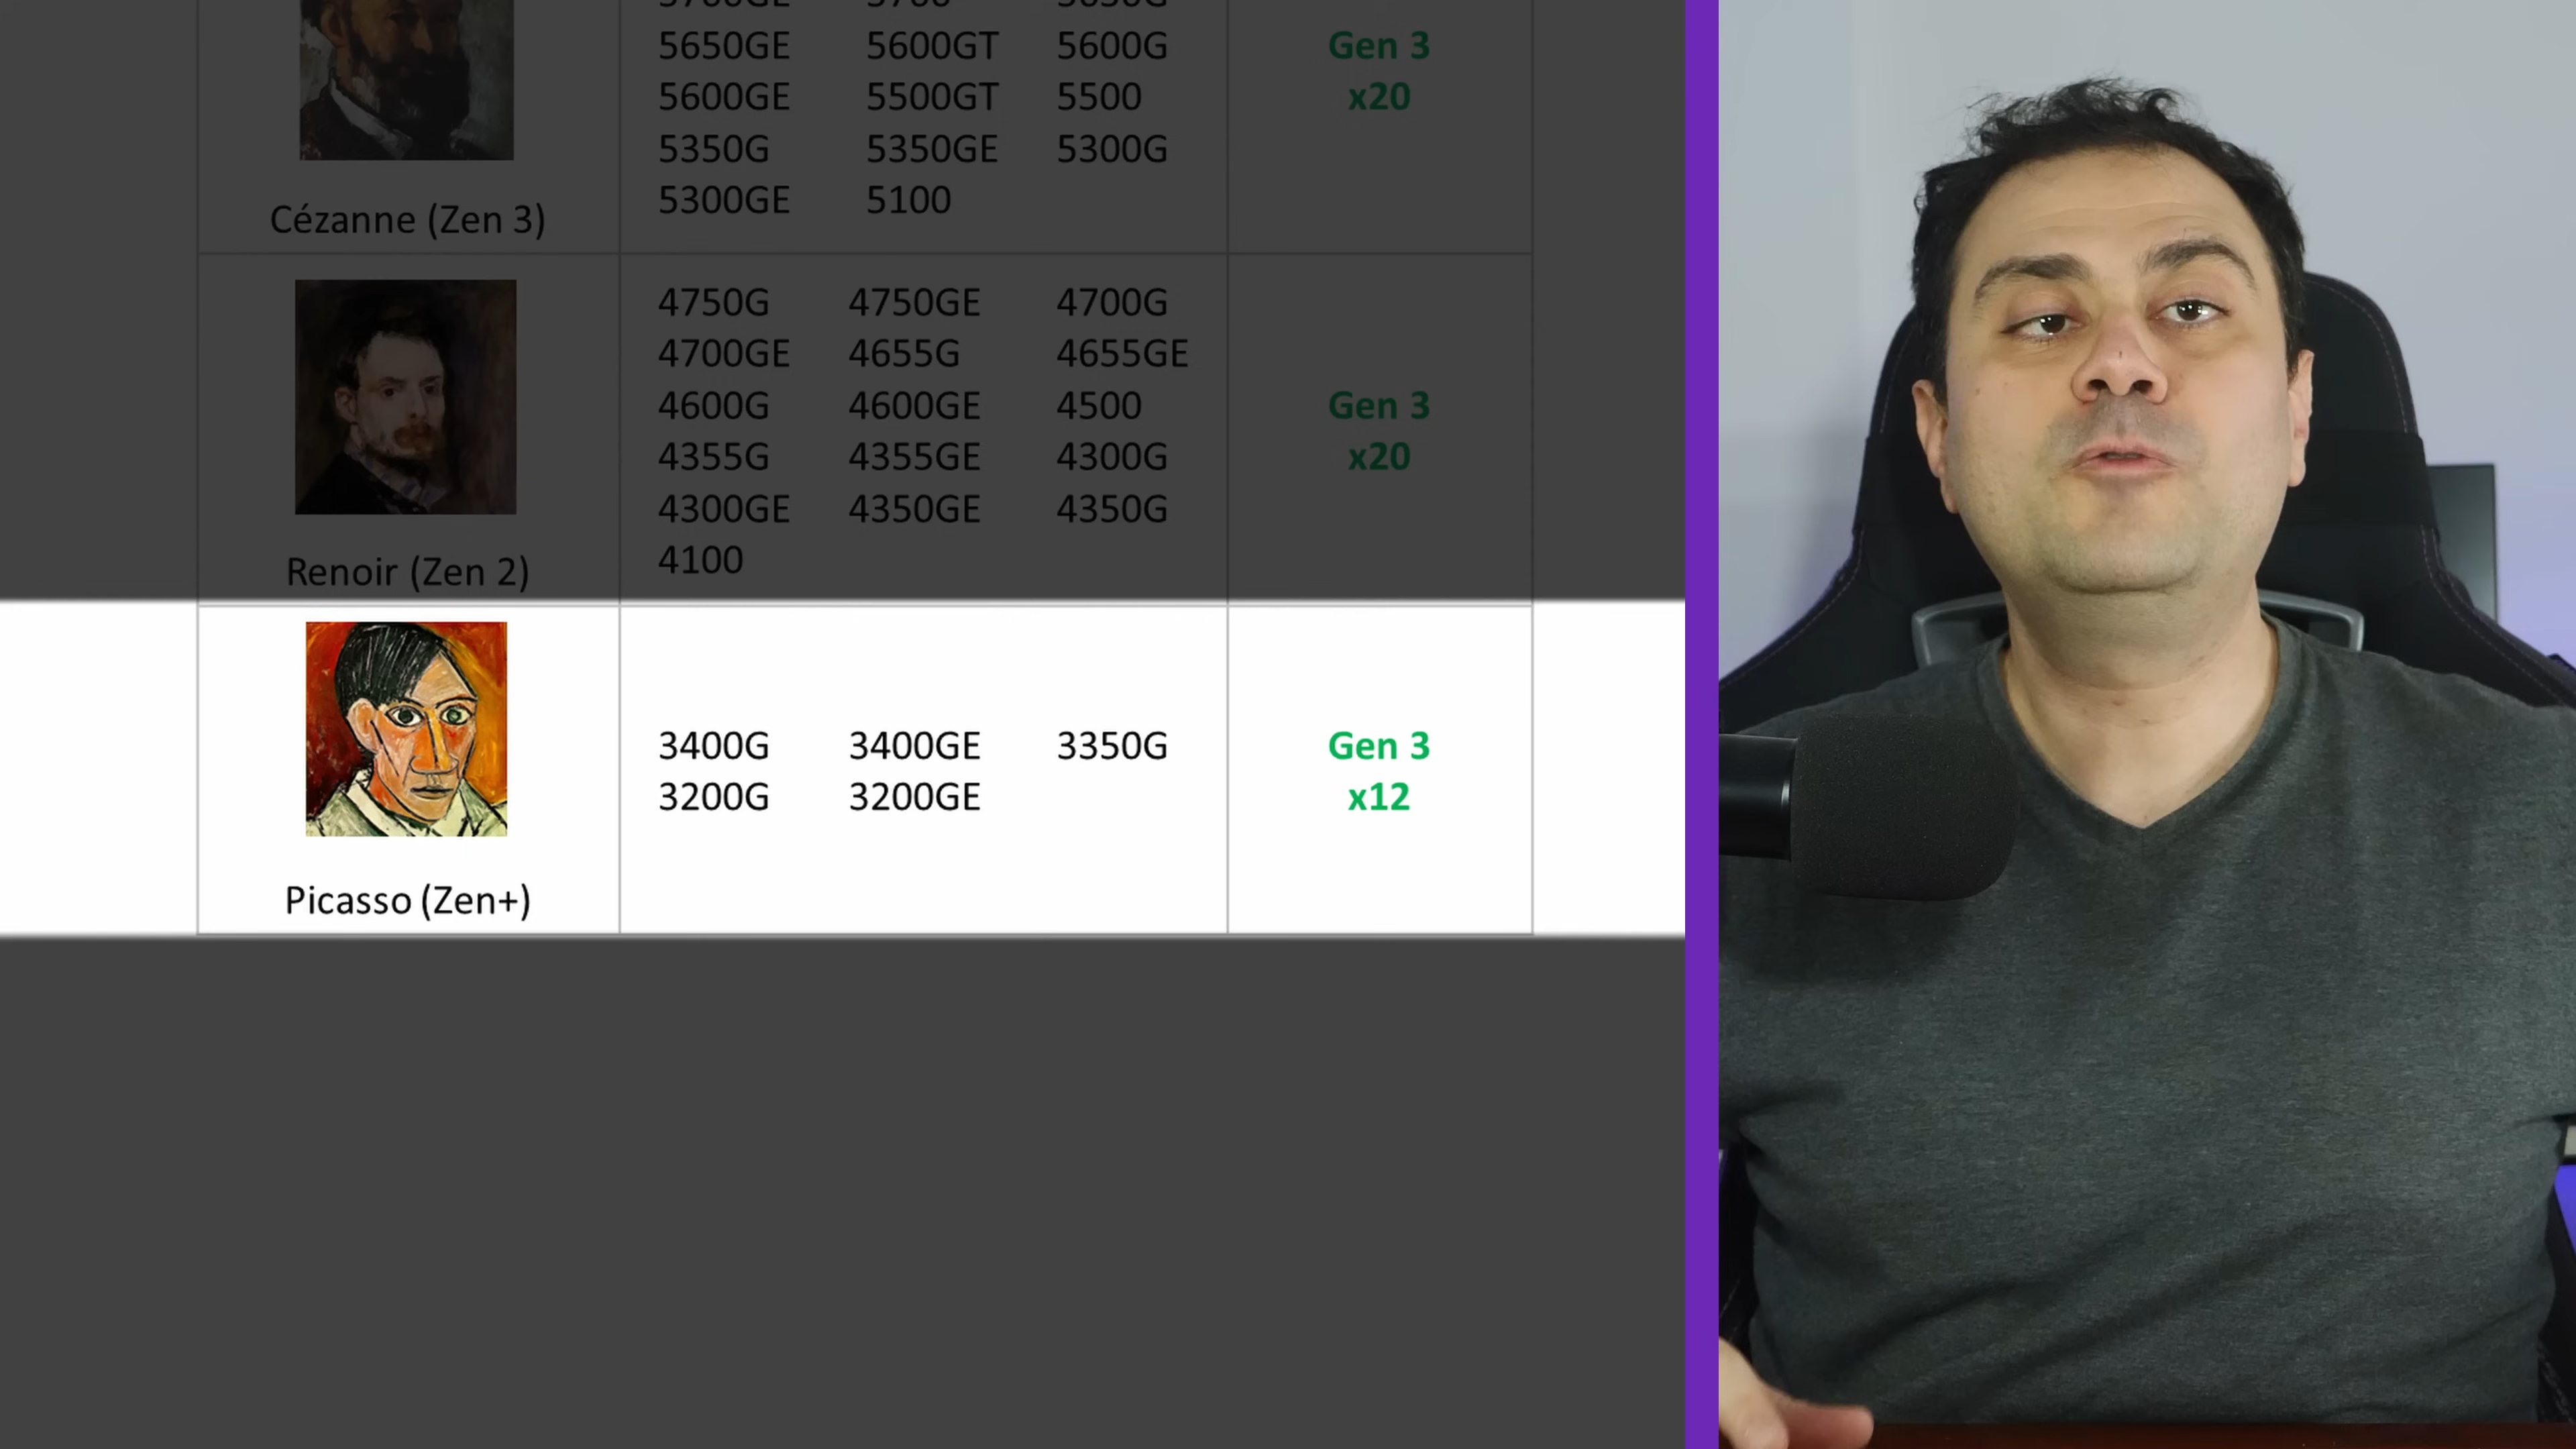 5650GE 5600GT 5600G
5600GE 5500GT 5500
5350G 5350GE 5300G
5300GE 5100
Gen 3
x20
Cézanne (Zen 3)
4750G 4750GE 4700G
4700GE 4655G 4655GE
4600G 4600GE 4500
4355G 4355GE 4300G
4300GE 4350GE 4350G
4100
Gen 3
x20
Renoir (Zen 2)
3400G 3400GE 3350G
3200G 3200GE
Gen 3
x12
Picasso (Zen+)